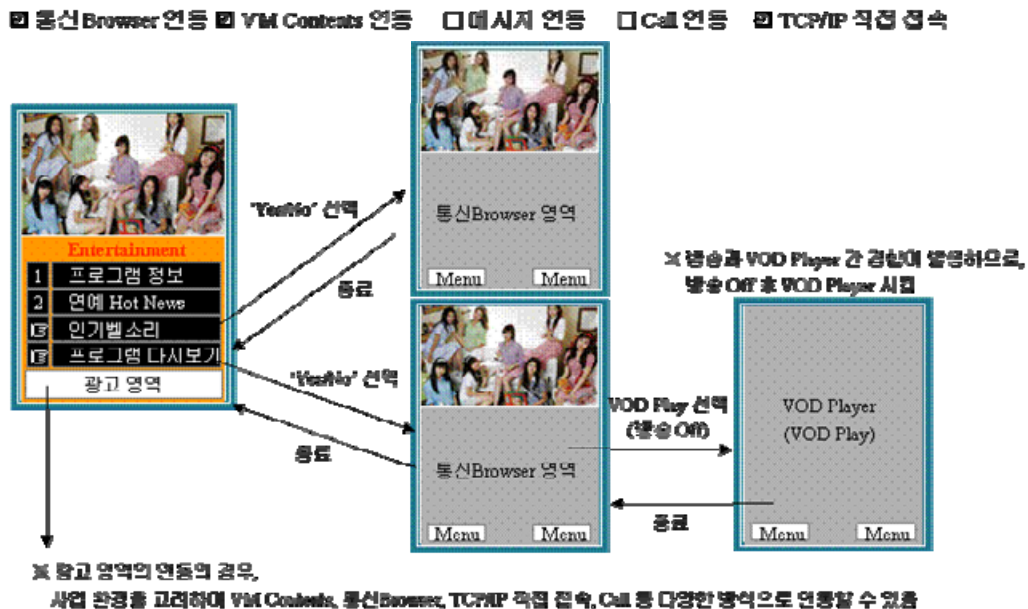 ☑ 통신 Browser 연동 ☑ VM Contents 연동 ☐ 메시지 연동 ☐ Call 연동 ☑ TCP/IP 직접 접속
Entertainment
1 프로그램 정보
2 연예 Hot News
☞ 인기벨소리
☞ 프로그램 다시보기
광고 영역
"Yes/No" 선택
종료
통신Browser 영역
Menu Menu
"Yes/No" 선택
종료
통신Browser 영역
Menu Menu
※ 방송과 VOD Player 간 경합이 발생하므로,
방송 Off 후 VOD Player 시작
VOD Play 선택
(방송 Off)
종료
VOD Player
(VOD Play)
Menu Menu
※ 광고 영역의 연동의 경우,
사업 환경을 고려하여 VM Contents, 통신Browser, TCP/IP 직접 접속, Call 등 다양한 방식으로 연동할 수 있음